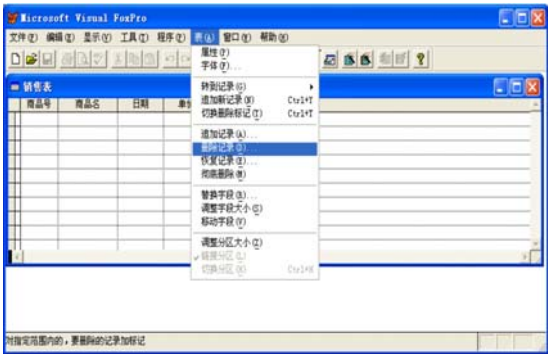 Microsoft Visual FoxPro
文件(F) 编辑(E) 显示(V) 工具(T) 程序(P) 表(A) 窗口(W) 帮助(H)
属性(P)
字体(F)...
销售表
转到记录(G)
商品号 商品名 日期
追加新记录(N) Ctrl+Y
切换删除标记(T) Ctrl+T
追加记录(A)...
删除记录(D)...
恢复记录(E)...
彻底删除(M)
替换字段(R)...
调整字段大小(S)
移动字段(V)
调整分区大小(Z)
链接分区(L)
切换分区(H) Ctrl+H
对指定范围内的，要删除的记录加标记